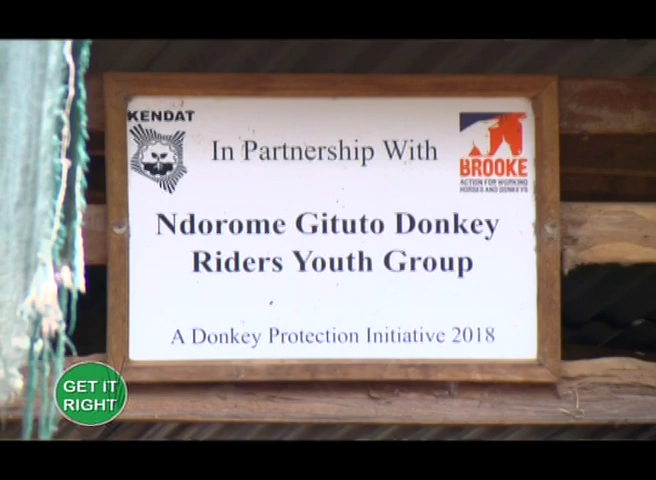 KENDAT
In Partnership With
BROOKE
ACTION FOR WORKING
HORSES AND DONKEYS
Ndorome Gituto Donkey
Riders Youth Group
A Donkey Protection Initiative 2018
GET IT
RIGHT